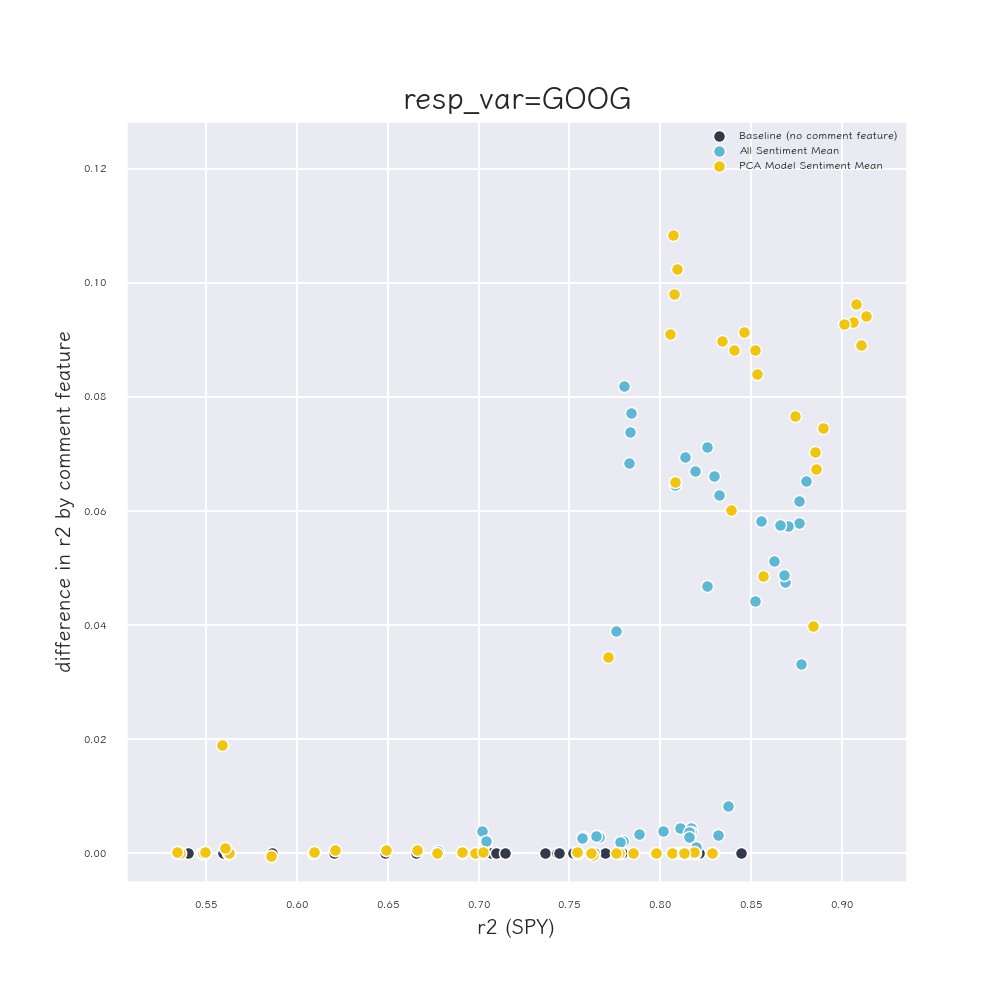 resp_var=GOOG
Baseline (no comment feature)
All Sentiment Mean
PCA Model Sentiment Mean
difference in r2 by comment feature
0.12
0.10
0.08
0.06
0.04
0.02
0.00
0.55 0.60 0.65 0.70 0.75 0.80 0.85 0.90
r2 (SPY)